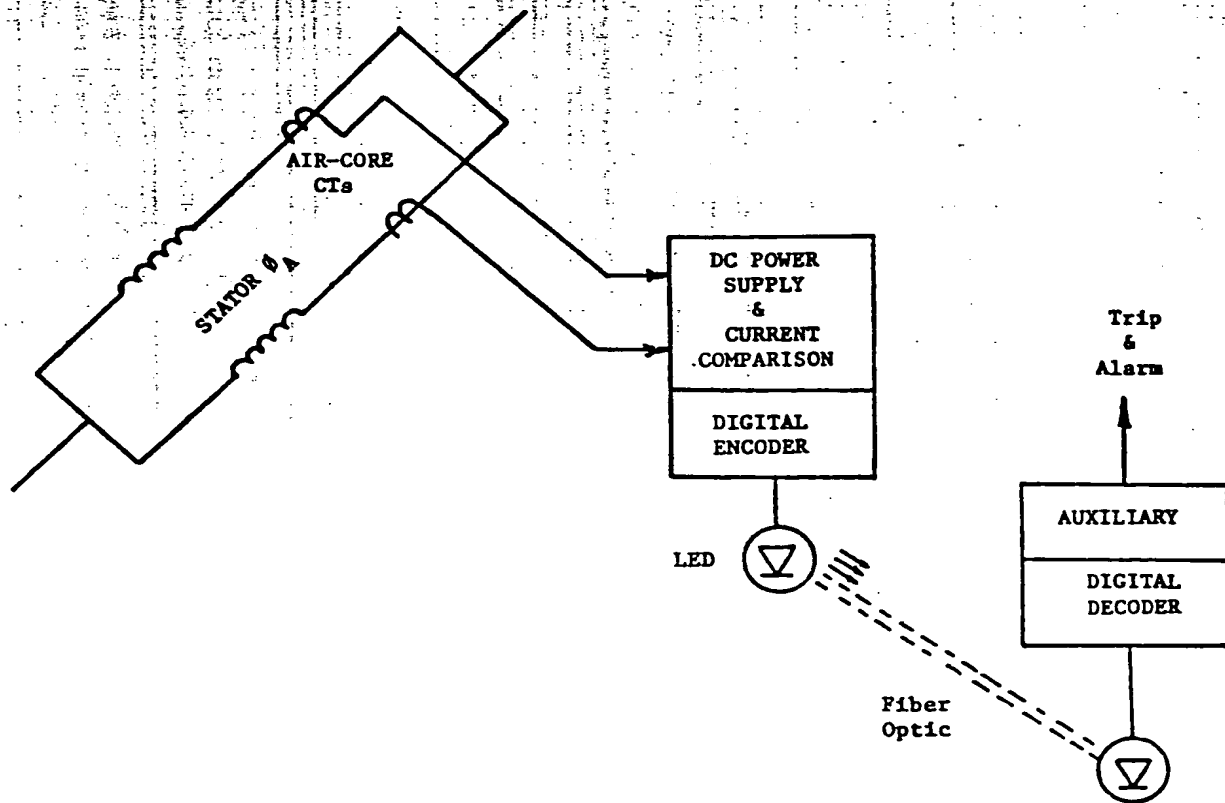 AIR-CORE
CTs
STATOR Ø A
DC POWER
SUPPLY
&
CURRENT
COMPARISON
DIGITAL
ENCODER
LED
Fiber
Optic
Trip
&
Alarm
AUXILIARY
DIGITAL
DECODER